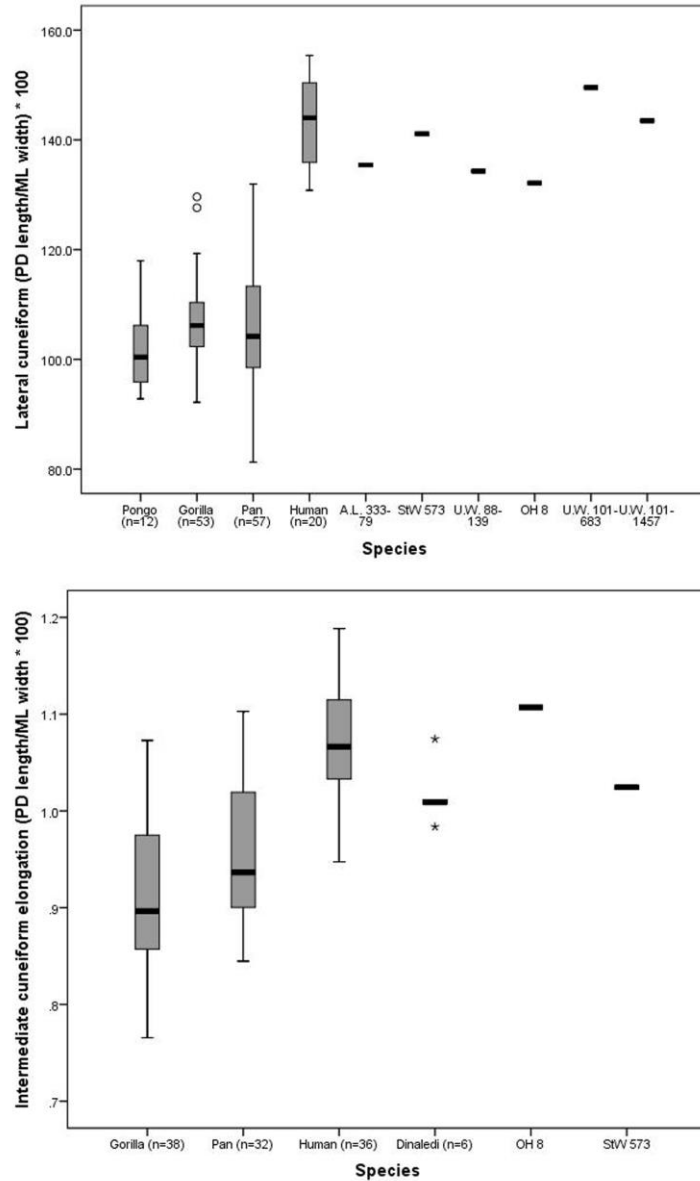 Lateral cuneiform (PD length/ML width) * 100
160.0
140.0
120.0
100.0
80.0
Pongo (n=12)
Gorilla (n=53)
Pan (n=57)
Human (n=20)
A.L. 333-79
StW 573
U.W. 88-139
OH 8
U.W. 101-683
U.W. 101-1457
Species
Intermediate cuneiform elongation (PD length/ML width * 100)
1.2
1.1
1.0
.9
.8
.7
Gorilla (n=38)
Pan (n=32)
Human (n=36)
Dinaledi (n=6)
OH 8
StW 573
Species